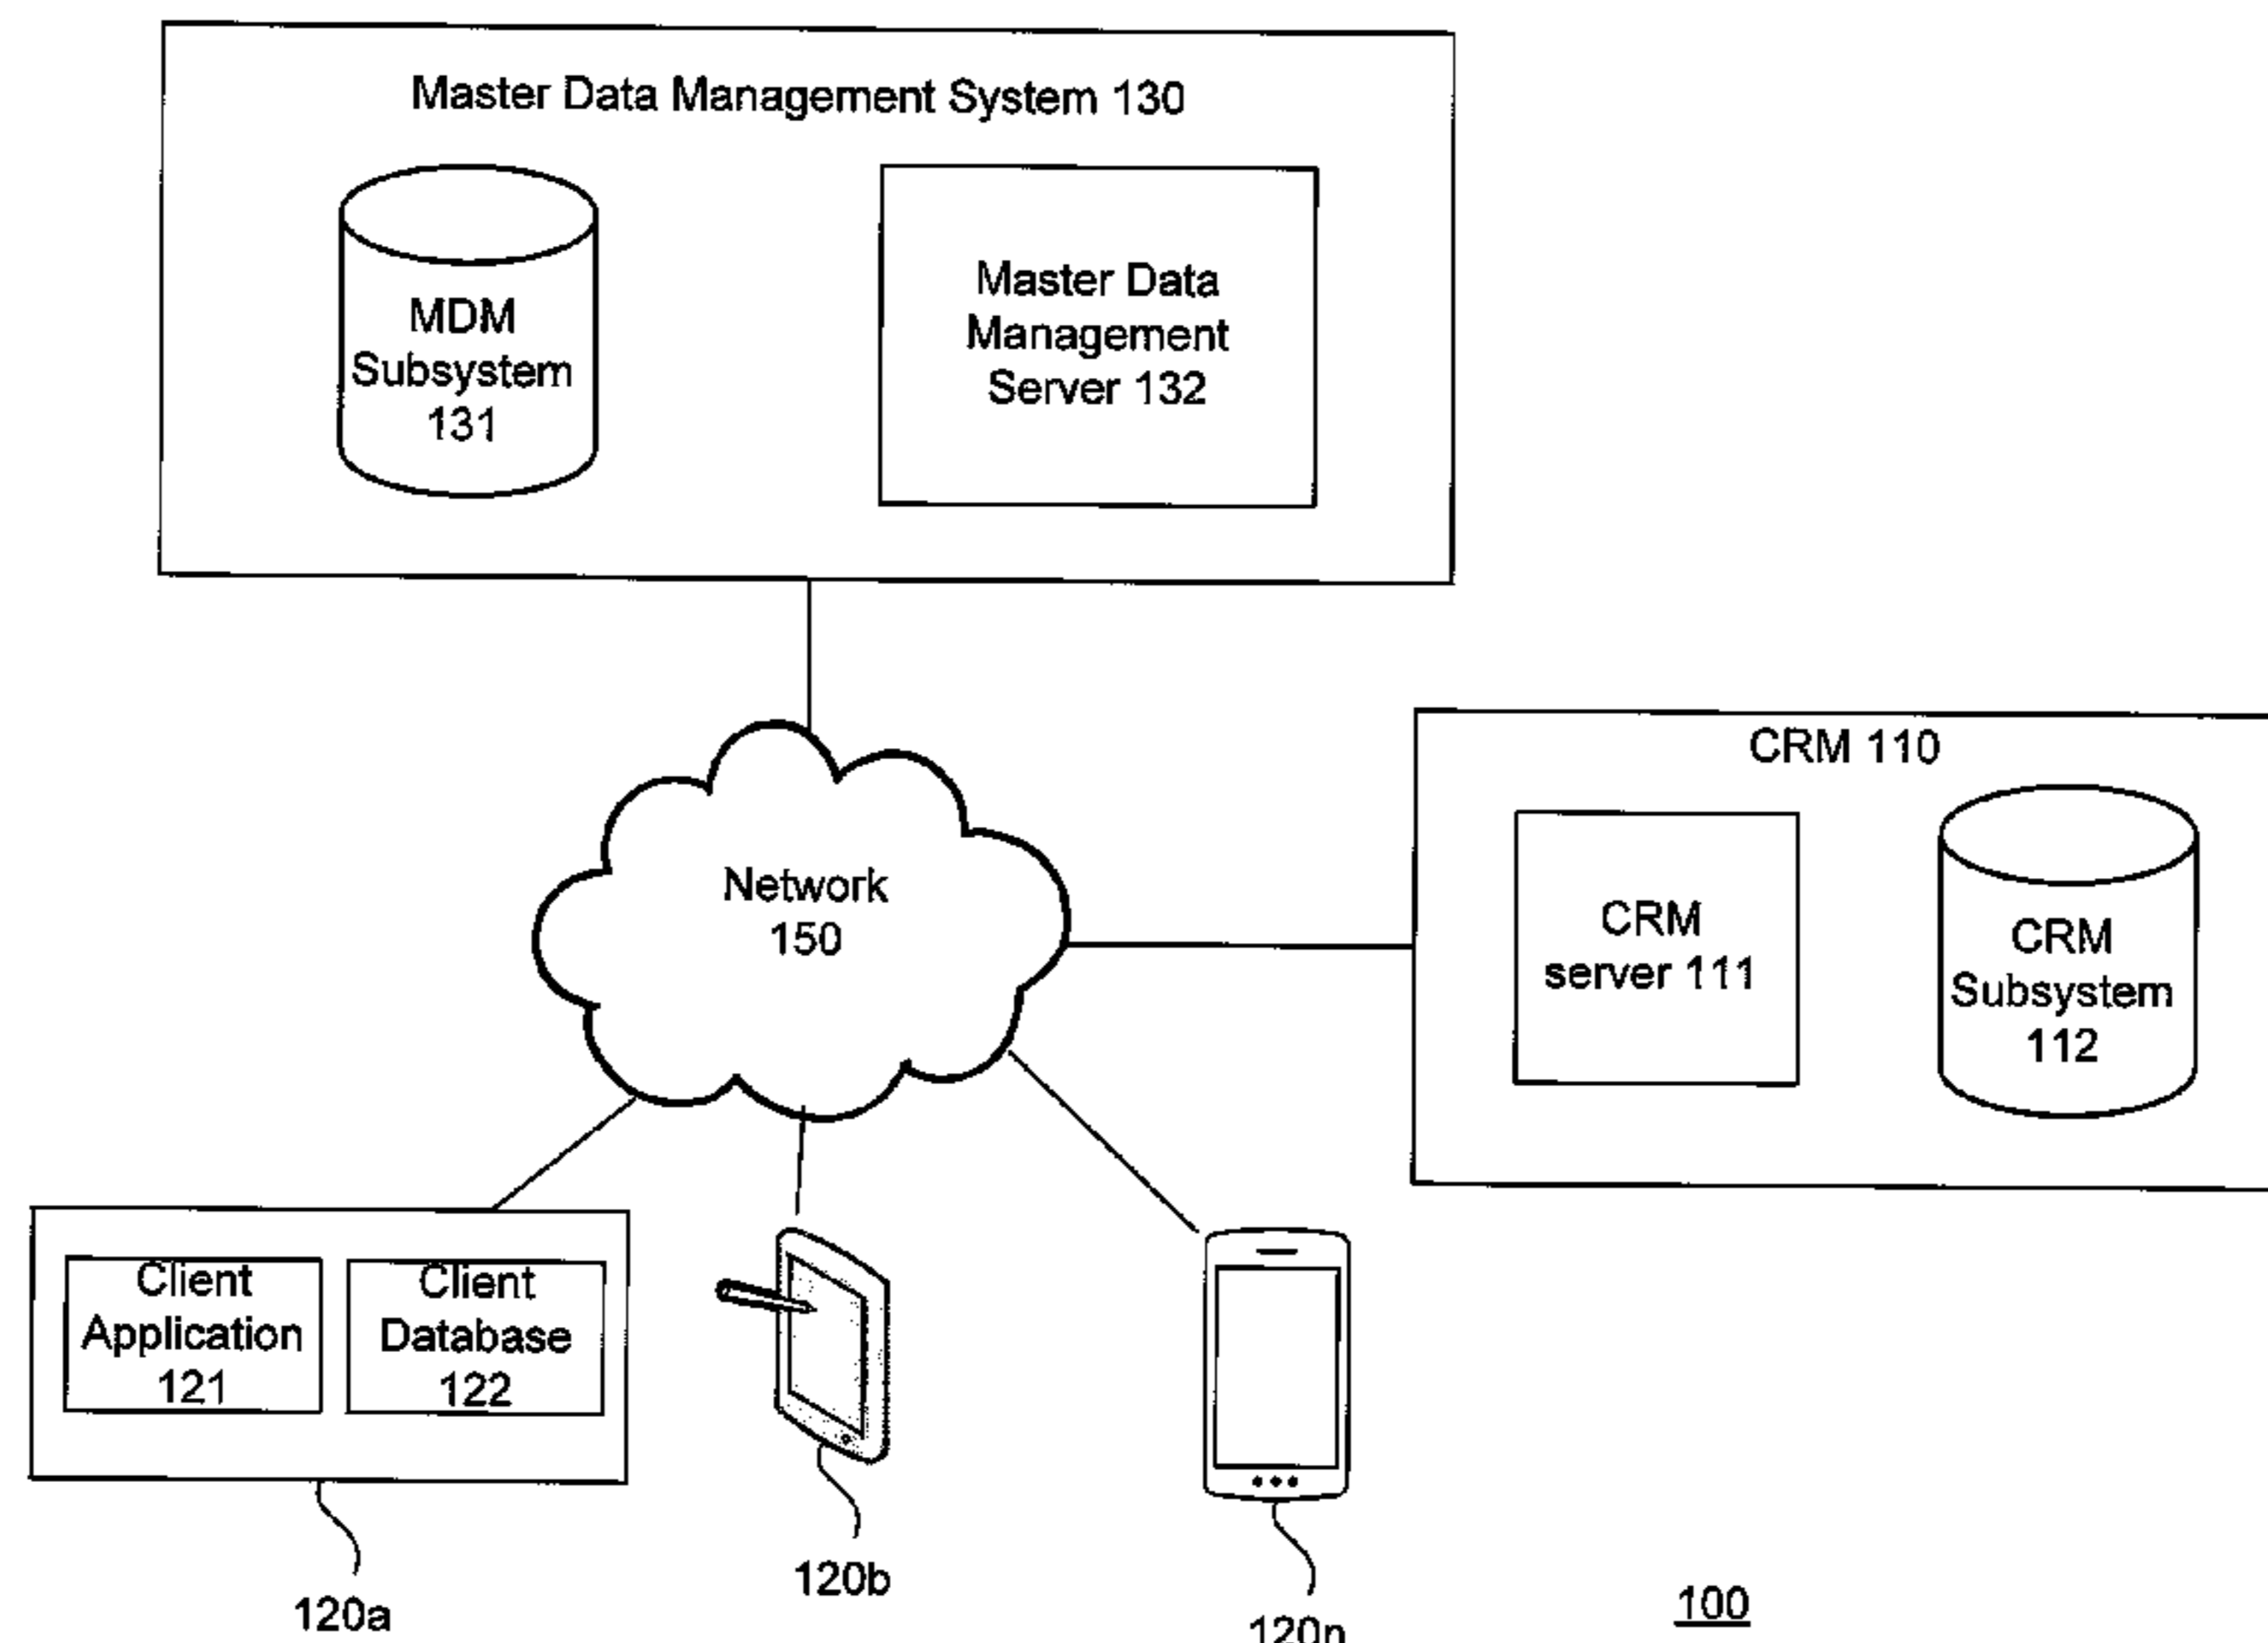 Master Data Management System 130
MDM
Subsystem
131
Master Data
Management
Server 132
Network
150
CRM 110
CRM
server 111
CRM
Subsystem
112
Client
Application
121
Client
Database
122
120a
120b
120n
100